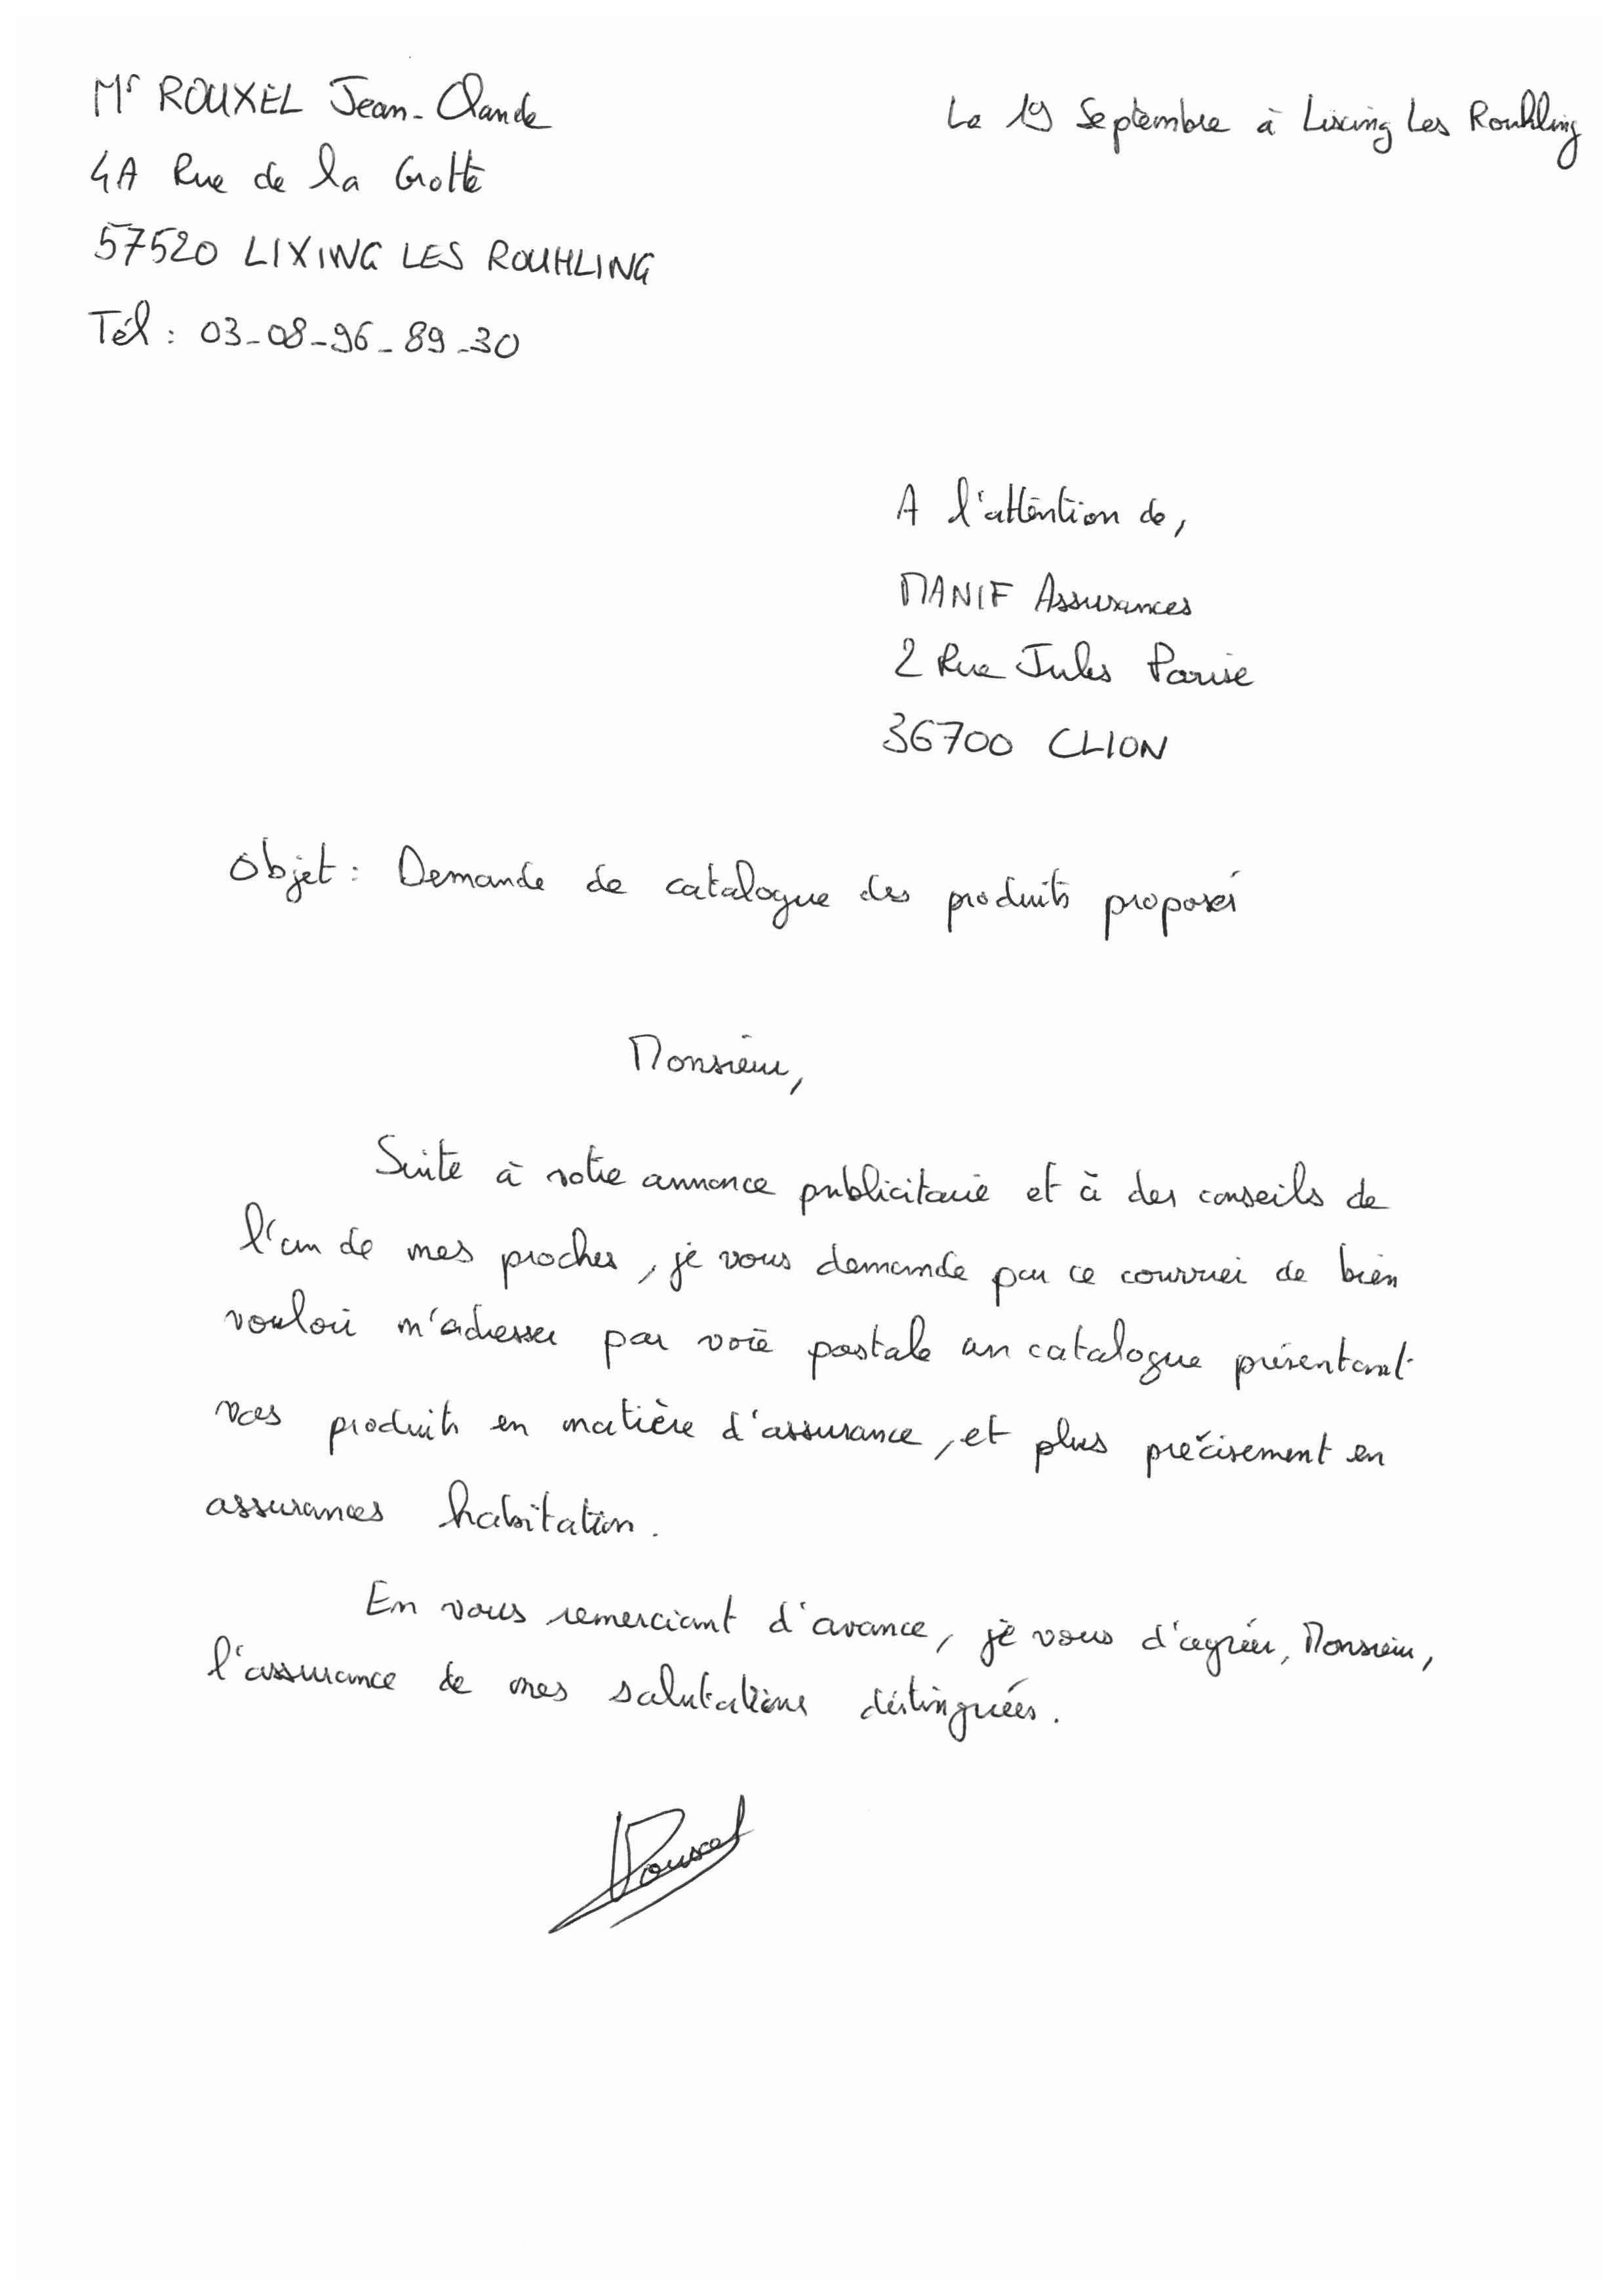 Mr ROUXEL Jean-Claude
Le 19 Septembre à Lixing Les Rouhling
4A Rue de la Grotte
57520 LIXING LES ROUHLING
Tél : 03-08-96-89-30
A l'attention de,
MANIF Assurances
2 Rue Jules Parise
36700 CLION
Objet : Demande de catalogue des produits proposés
Monsieur,
Suite à votre annonce publicitaire et à des conseils de
l'un de mes proches, je vous demande par ce courrier de bien
vouloir m'adresser par voie postale un catalogue présentant
vos produits en matière d'assurance, et plus précisement en
assurances habitation.
En vous remerciant d'avance, je vous d'agréer, Monsieur,
l'assurance de mes salutations distinguées.
Rouxel